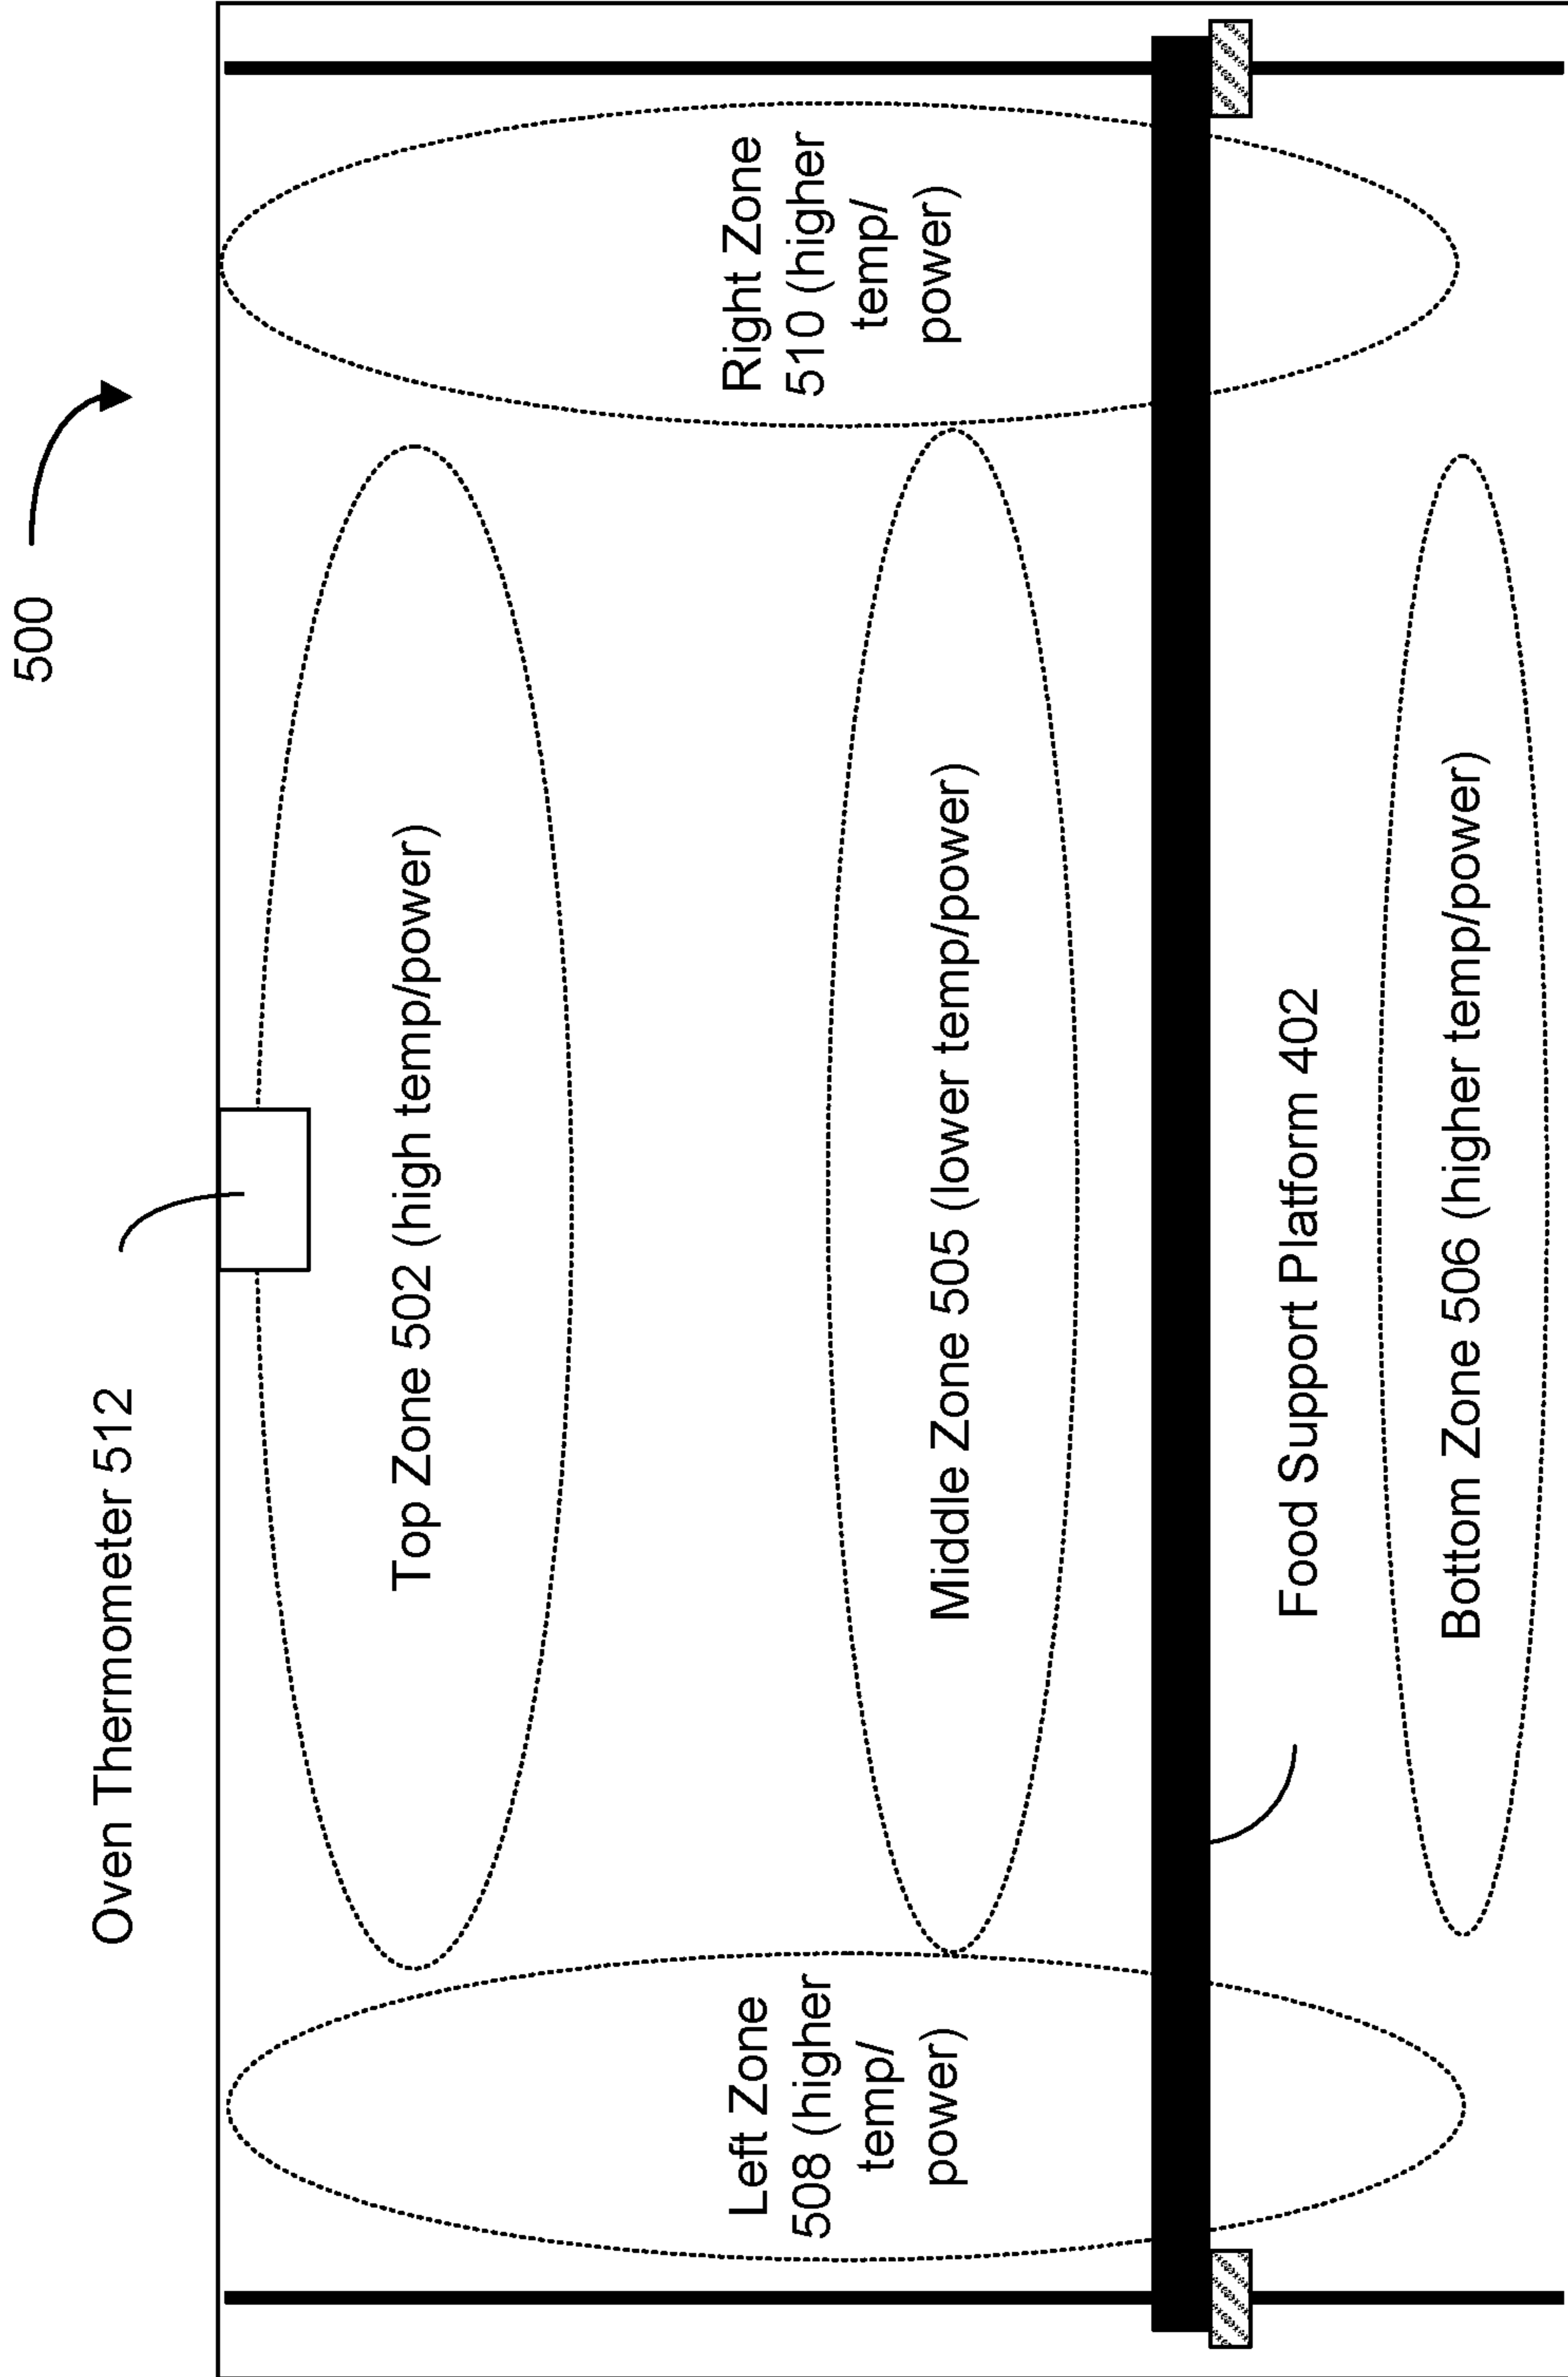 500
Oven Thermometer 512
Top Zone 502 (high temp/power)
Left Zone
508 (higher
temp/
power)
Right Zone
510 (higher
temp/
power)
Middle Zone 505 (lower temp/power)
Food Support Platform 402
Bottom Zone 506 (higher temp/power)